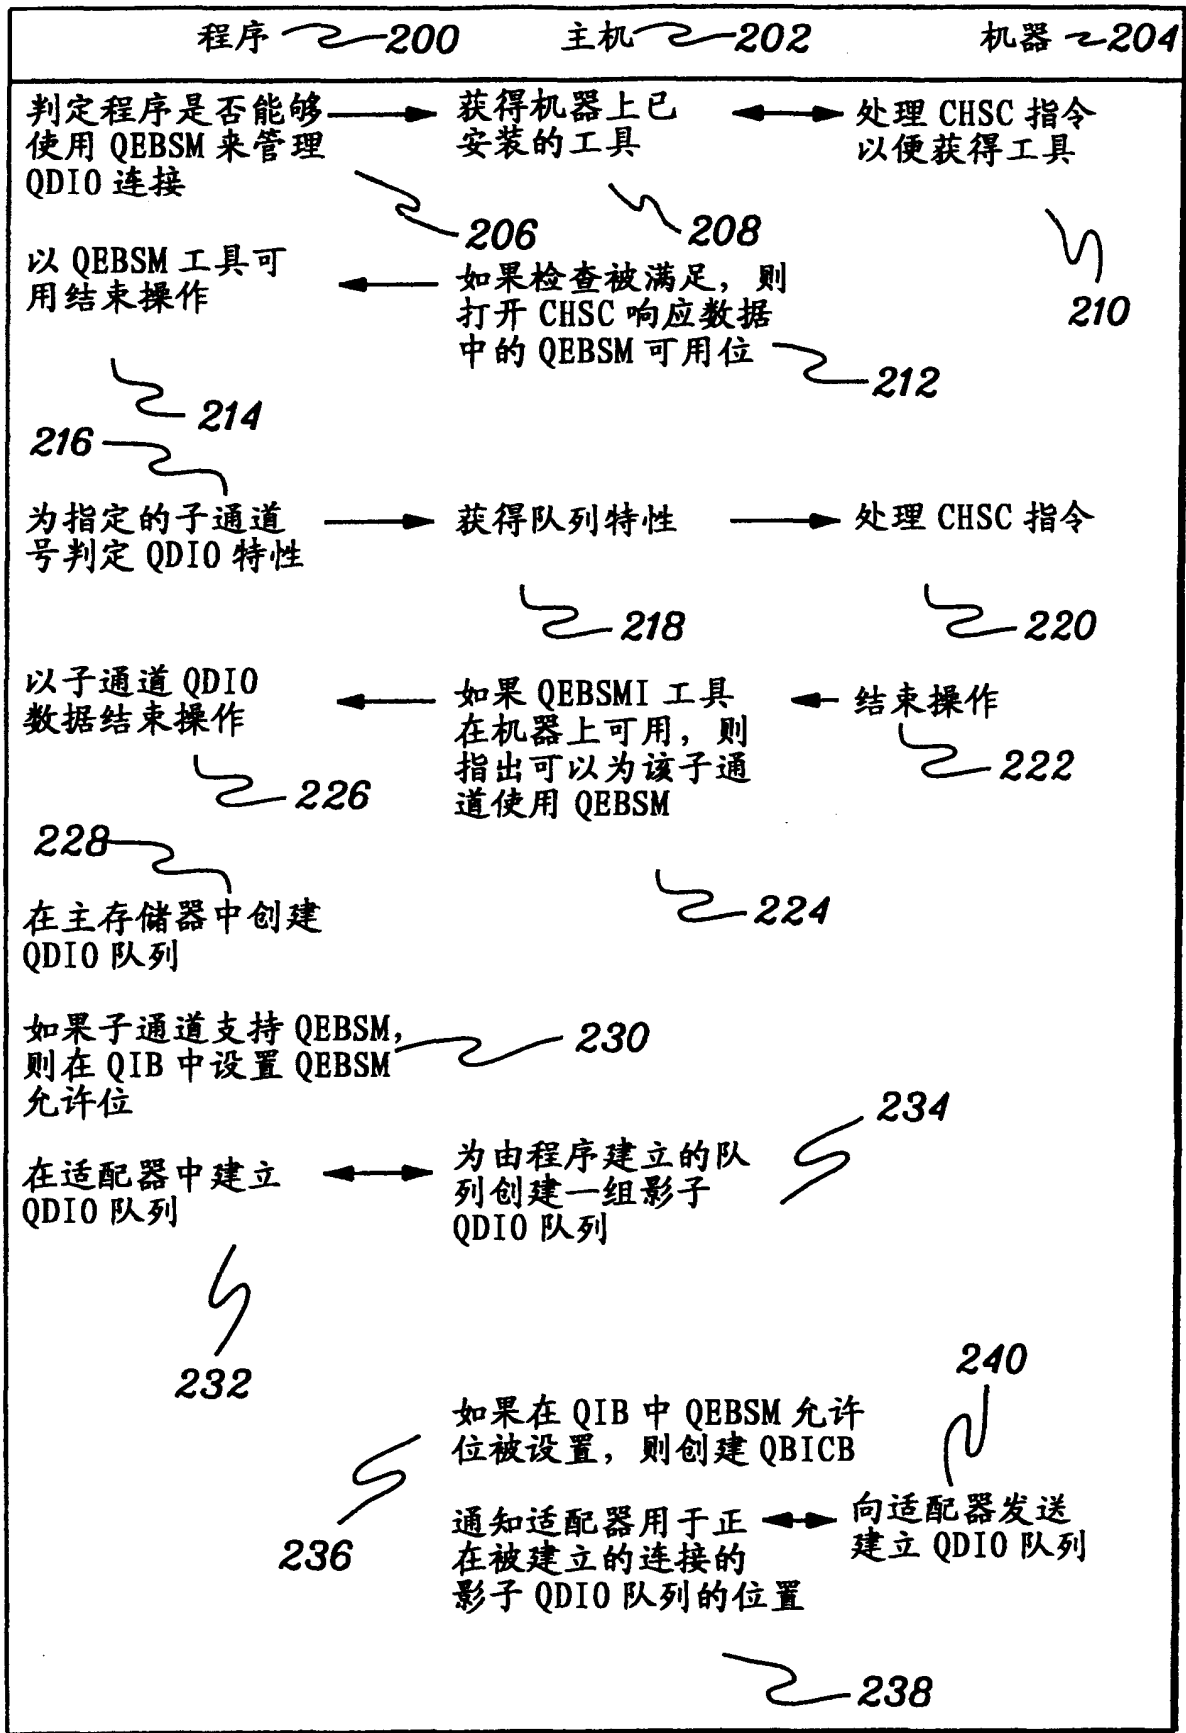 程序 200 主机 202 机器 204
判定程序是否能够
使用 QEBSM 来管理
QDIO 连接
206
获得机器上已
安装的工具
208
处理 CHSC 指令
以便获得工具
210
以 QEBSM 工具可
用结束操作
214
如果检查被满足，则
打开 CHSC 响应数据
中的 QEBSM 可用位
212
216
为指定的子通道
号判定 QDIO 特性
获得队列特性
218
处理 CHSC 指令
220
以子通道 QDIO
数据结束操作
226
如果 QEBSMI 工具
在机器上可用，则
指出可以为该子通
道使用 QEBSM
224
结束操作
222
228
在主存储器中创建
QDIO 队列
如果子通道支持 QEBSM，
则在 QIB 中设置 QEBSM
允许位
230
在适配器中建立
QDIO 队列
232
234
为由程序建立的队
列创建一组影子
QDIO 队列
如果在 QIB 中 QEBSM 允许
位被设置，则创建 QBICB
236
通知适配器用于正
在被建立的连接的
影子 QDIO 队列的位置
238
240
向适配器发送
建立 QDIO 队列